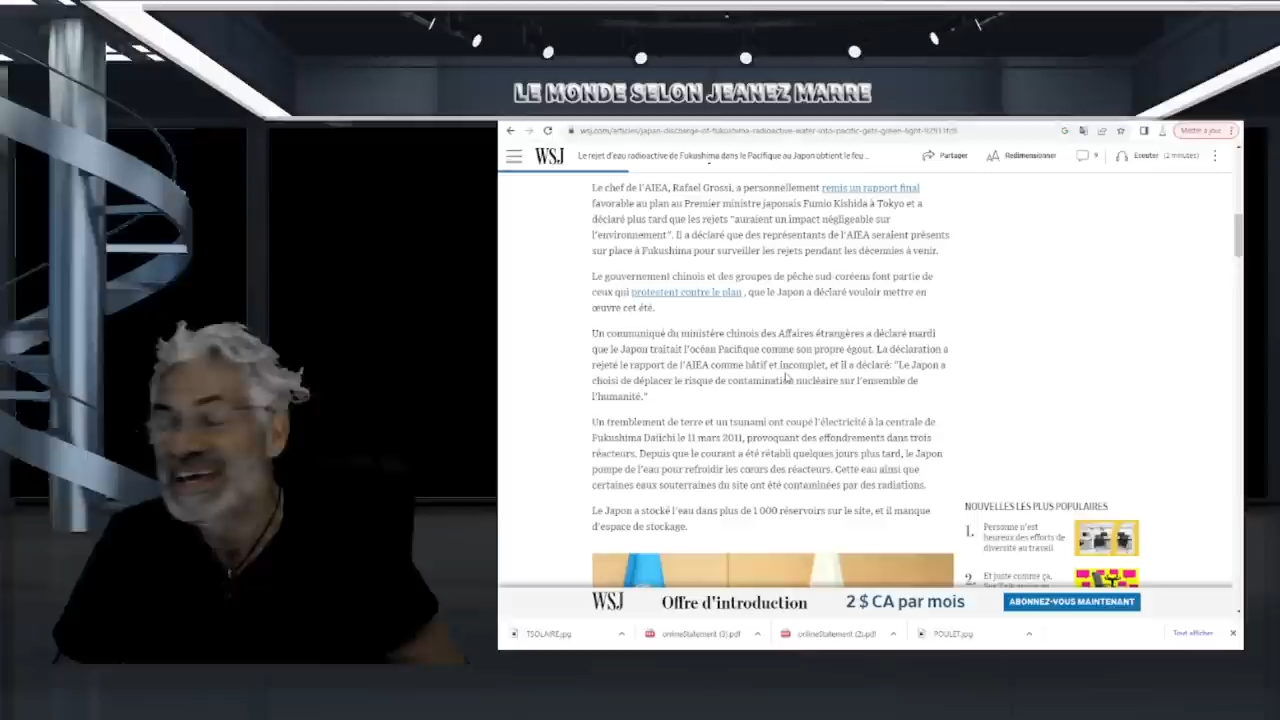 LE MONDE SELON JEANEZ MARRE
Mettre à jour
WSJ
Le rejet d'eau radioactive de Fukushima dans le Pacifique au Japon obtient le feu ...
Partager
Redimensionner
9
Ecouter (2 minutes)
Le chef de l'AIEA, Rafael Grossi, a personnellement remis un rapport final
favorable au plan au Premier ministre japonais Fumio Kishida à Tokyo et a
déclaré plus tard que les rejets "auraient un impact négligeable sur
l'environnement". Il a déclaré que des représentants de l'AIEA seraient présents
sur place à Fukushima pour surveiller les rejets pendant les décennies à venir.
Le gouvernement chinois et des groupes de pêche sud-coréens font partie de
ceux qui protestent contre le plan , que le Japon a déclaré vouloir mettre en
œuvre cet été.
Un communiqué du ministère chinois des Affaires étrangères a déclaré mardi
que le Japon traitait l'océan Pacifique comme son propre égout. La déclaration a
rejeté le rapport de l'AIEA comme hâtif et incomplet, et il a déclaré: "Le Japon a
choisi de déplacer le risque de contamination nucléaire sur l'ensemble de
l'humanité."
Un tremblement de terre et un tsunami ont coupé l'électricité à la centrale de
Fukushima Daiichi le 11 mars 2011, provoquant des effondrements dans trois
réacteurs. Depuis que le courant a été rétabli quelques jours plus tard, le Japon
pompe de l'eau pour refroidir les cœurs des réacteurs. Cette eau ainsi que
certaines eaux souterraines du site ont été contaminées par des radiations.
Le Japon a stocké l'eau dans plus de 1 000 réservoirs sur le site, et il manque
d'espace de stockage.
NOUVELLES LES PLUS POPULAIRES
1. Personne n'est
heureux des efforts de
diversité au travail
2. Et juste comme ça,
WSJ Offre d'introduction 2 $ CA par mois ABONNEZ-VOUS MAINTENANT
TSOLAIRE.jpg
onlineStatement (3).pdf
onlineStatement (2).pdf
POULET.jpg
Tout afficher